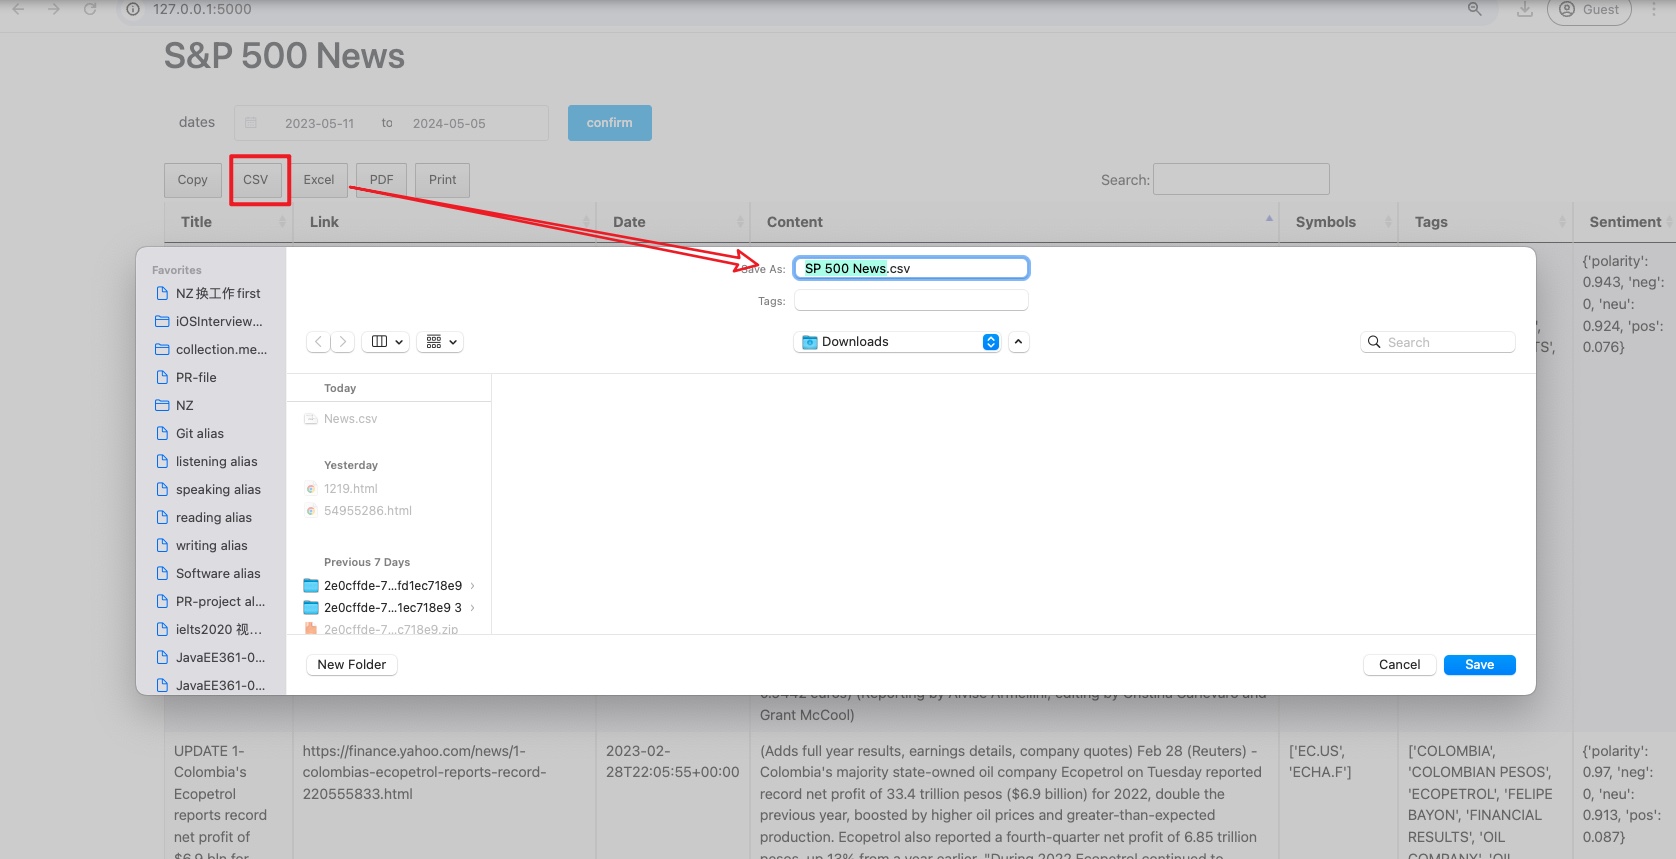 127.0.0.1:5000
Guest
S&P 500 News
dates
2023-05-11 to 2024-05-05
confirm
Copy
CSV
Excel
PDF
Print
Search:
Title
Link
Date
Content
Symbols
Tags
Sentiment
Favorites
NZ换工作first
iOSInterview...
collection.me...
PR-file
NZ
Git alias
listening alias
speaking alias
reading alias
writing alias
Software alias
PR-project al...
ielts2020 视...
JavaEE361-0...
JavaEE361-0...
Save As:
SP 500 News.csv
Tags:
Downloads
Search
Today
News.csv
Yesterday
1219.html
54955286.html
Previous 7 Days
2e0cffde-7...fd1ec718e9
2e0cffde-7...1ec718e9 3
2e0cffde-7...c718e9.zip
New Folder
Cancel
Save
{'polarity':
0.943, 'neg':
0, 'neu':
0.924, 'pos':
0.076}
TS',
Grant McCool)
UPDATE 1-
Colombia's
Ecopetrol
reports record
net profit of
$6.9 bln for
https://finance.yahoo.com/news/1-
colombias-ecopetrol-reports-record-
220555833.html
2023-02-
28T22:05:55+00:00
(Adds full year results, earnings details, company quotes) Feb 28 (Reuters) -
Colombia's majority state-owned oil company Ecopetrol on Tuesday reported
record net profit of 33.4 trillion pesos ($6.9 billion) for 2022, double the
previous year, boosted by higher oil prices and greater-than-expected
production. Ecopetrol also reported a fourth-quarter net profit of 6.85 trillion
pesos, up 13% from a year earlier. "During 2022 Ecopetrol continued to
['EC.US',
'ECHA.F']
['COLOMBIA',
'COLOMBIAN PESOS',
'ECOPETROL', 'FELIPE
BAYON', 'FINANCIAL
RESULTS', 'OIL
COMPANY', 'OIL
{'polarity':
0.97, 'neg':
0, 'neu':
0.913, 'pos':
0.087}